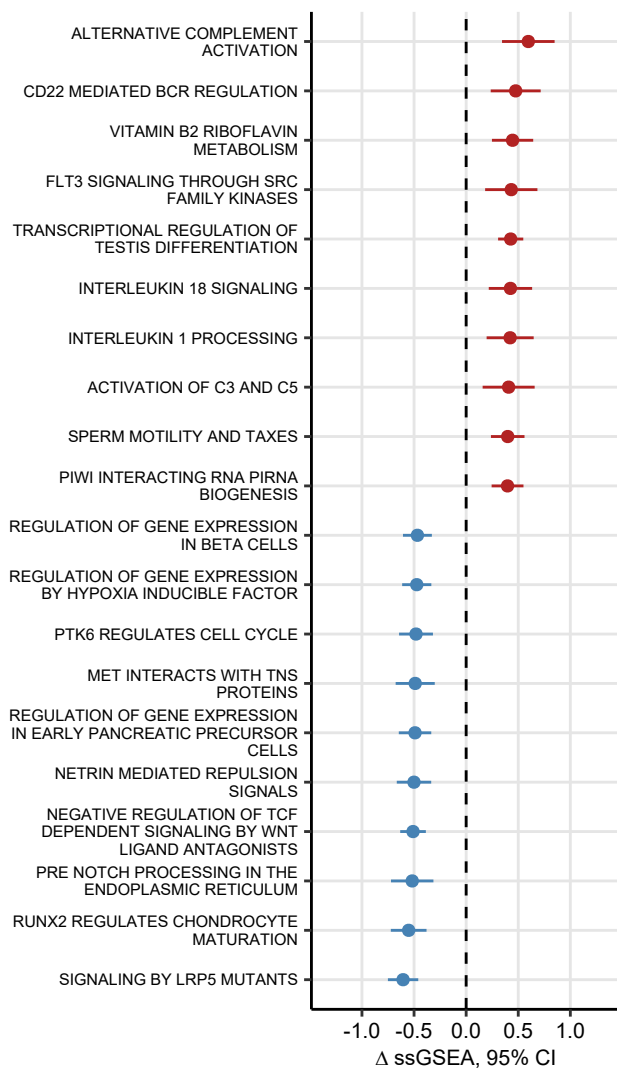 ALTERNATIVE COMPLEMENT
ACTIVATION
CD22 MEDIATED BCR REGULATION
VITAMIN B2 RIBOFLAVIN
METABOLISM
FLT3 SIGNALING THROUGH SRC
FAMILY KINASES
TRANSCRIPTIONAL REGULATION OF
TESTIS DIFFERENTIATION
INTERLEUKIN 18 SIGNALING
INTERLEUKIN 1 PROCESSING
ACTIVATION OF C3 AND C5
SPERM MOTILITY AND TAXES
PIWI INTERACTING RNA PIRNA
BIOGENESIS
REGULATION OF GENE EXPRESSION
IN BETA CELLS
REGULATION OF GENE EXPRESSION
BY HYPOXIA INDUCIBLE FACTOR
PTK6 REGULATES CELL CYCLE
MET INTERACTS WITH TNS
PROTEINS
REGULATION OF GENE EXPRESSION
IN EARLY PANCREATIC PRECURSOR
CELLS
NETRIN MEDIATED REPULSION
SIGNALS
NEGATIVE REGULATION OF TCF
DEPENDENT SIGNALING BY WNT
LIGAND ANTAGONISTS
PRE NOTCH PROCESSING IN THE
ENDOPLASMIC RETICULUM
RUNX2 REGULATES CHONDROCYTE
MATURATION
SIGNALING BY LRP5 MUTANTS
-1.0 -0.5 0.0 0.5 1.0
Δ ssGSEA, 95% CI